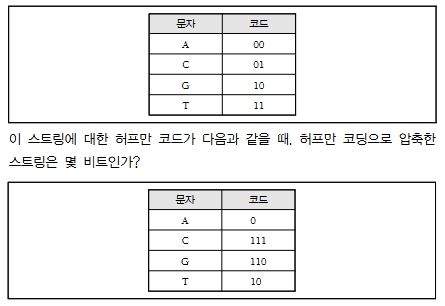 문자 코드
A 00
C 01
G 10
T 11
이 스트링에 대한 허프만 코드가 다음과 같을 때, 허프만 코딩으로 압축한
스트링은 몇 비트인가?
문자 코드
A 0
C 111
G 110
T 10